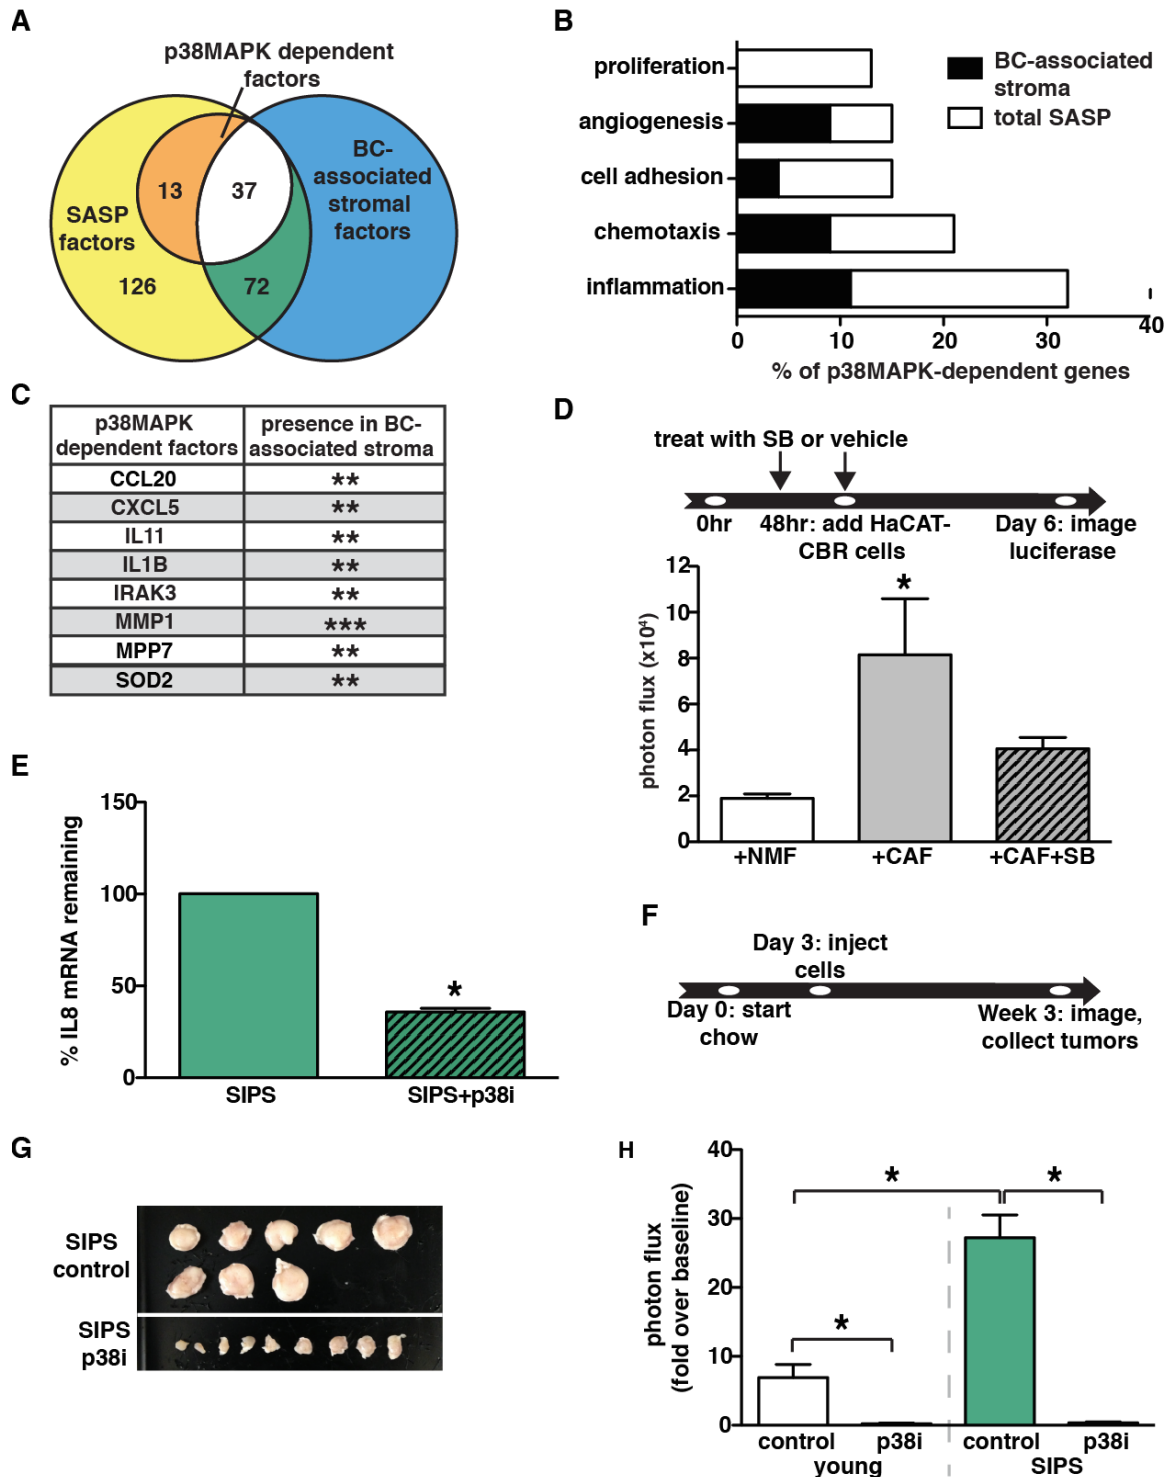 A
p38MAPK dependent
factors
SASP
factors
13
37
126
72
BC-
associated
stromal
factors
B
BC-associated
stroma
total SASP
proliferation
angiogenesis
cell adhesion
chemotaxis
inflammation
0
10
20
30
40
% of p38MAPK-dependent genes
C
p38MAPK
dependent factors
presence in BC-
associated stroma
CCL20 **
CXCL5 **
IL11 **
IL1B **
IRAK3 **
MMP1 ***
MPP7 **
SOD2 **
D
treat with SB or vehicle
0hr
48hr: add HaCAT-
CBR cells
Day 6: image
luciferase
photon flux (x10⁴)
12
10
8
6
4
2
0
*
+NMF
+CAF
+CAF+SB
E
% IL8 mRNA remaining
150
100
50
0
*
SIPS
SIPS+p38i
F
Day 3: inject
cells
Day 0: start
chow
Week 3: image,
collect tumors
G
SIPS
control
SIPS
p38i
H
photon flux
(fold over baseline)
40
30
20
10
0
*
*
*
control
p38i
control
p38i
young
SIPS